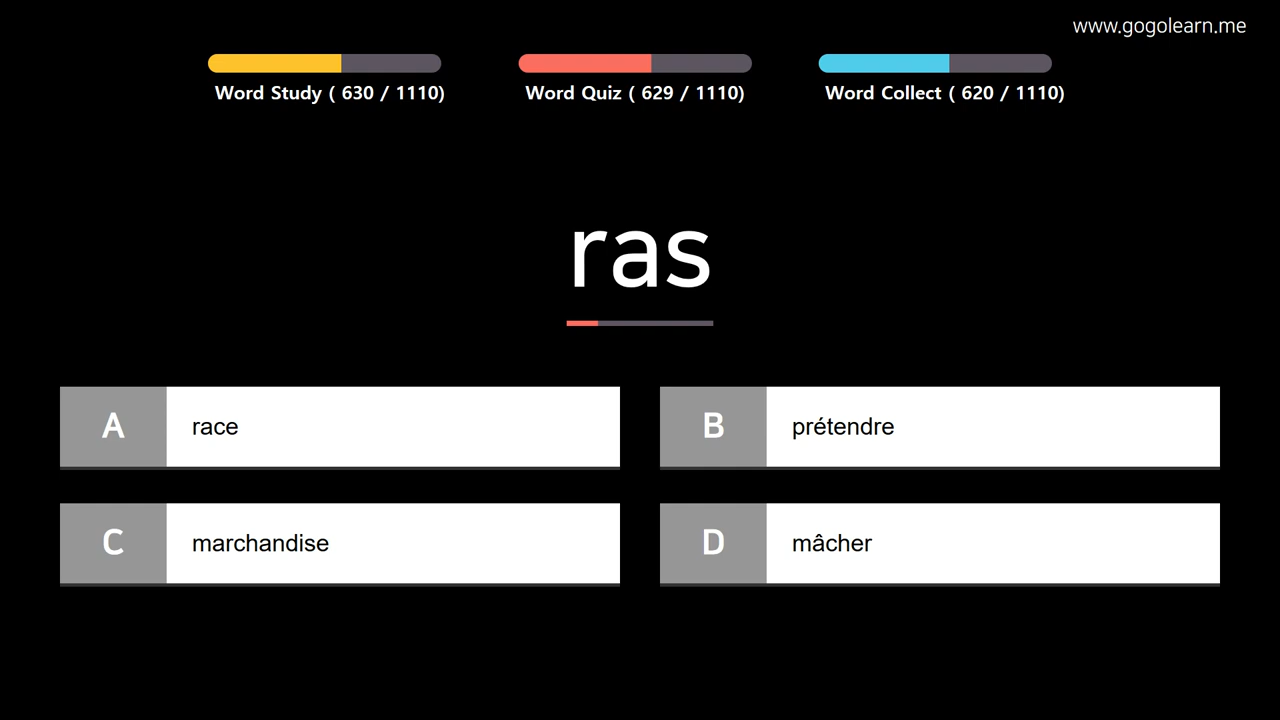 www.gogolearn.me
Word Study ( 630 / 1110)
Word Quiz ( 629 / 1110)
Word Collect ( 620 / 1110)
ras
A
race
B
prétendre
C
marchandise
D
mâcher